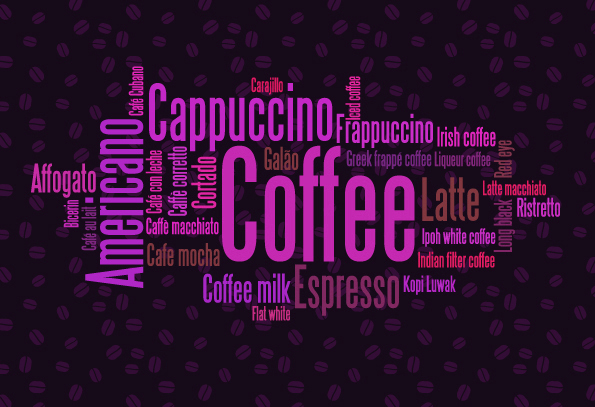 Café Cubano
Carajillo
Iced coffee
Cappuccino
Frappuccino
Irish coffee
Americano
Café con leche
Caffé corretto
Cortado
Galão
Greek frappé coffee
Liqueur coffee
Red eye
Coffee
Affogato
Latte
Latte macchiato
Bicerin
Café au lait
Long black
Ristretto
Caffè macchiato
Ipoh white coffee
Cafe mocha
Indian filter coffee
Coffee milk
Espresso
Kopi Luwak
Flat white